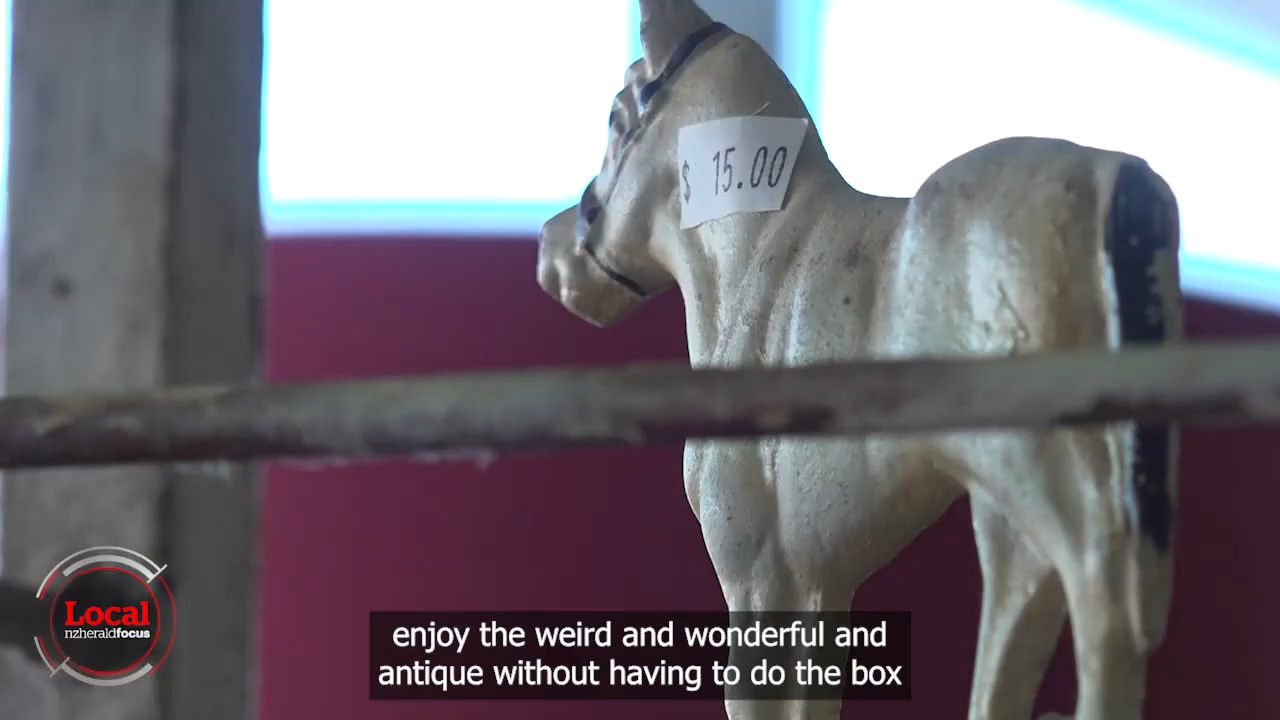 $ 15.00
Local
nzheraldfocus
enjoy the weird and wonderful and
antique without having to do the box